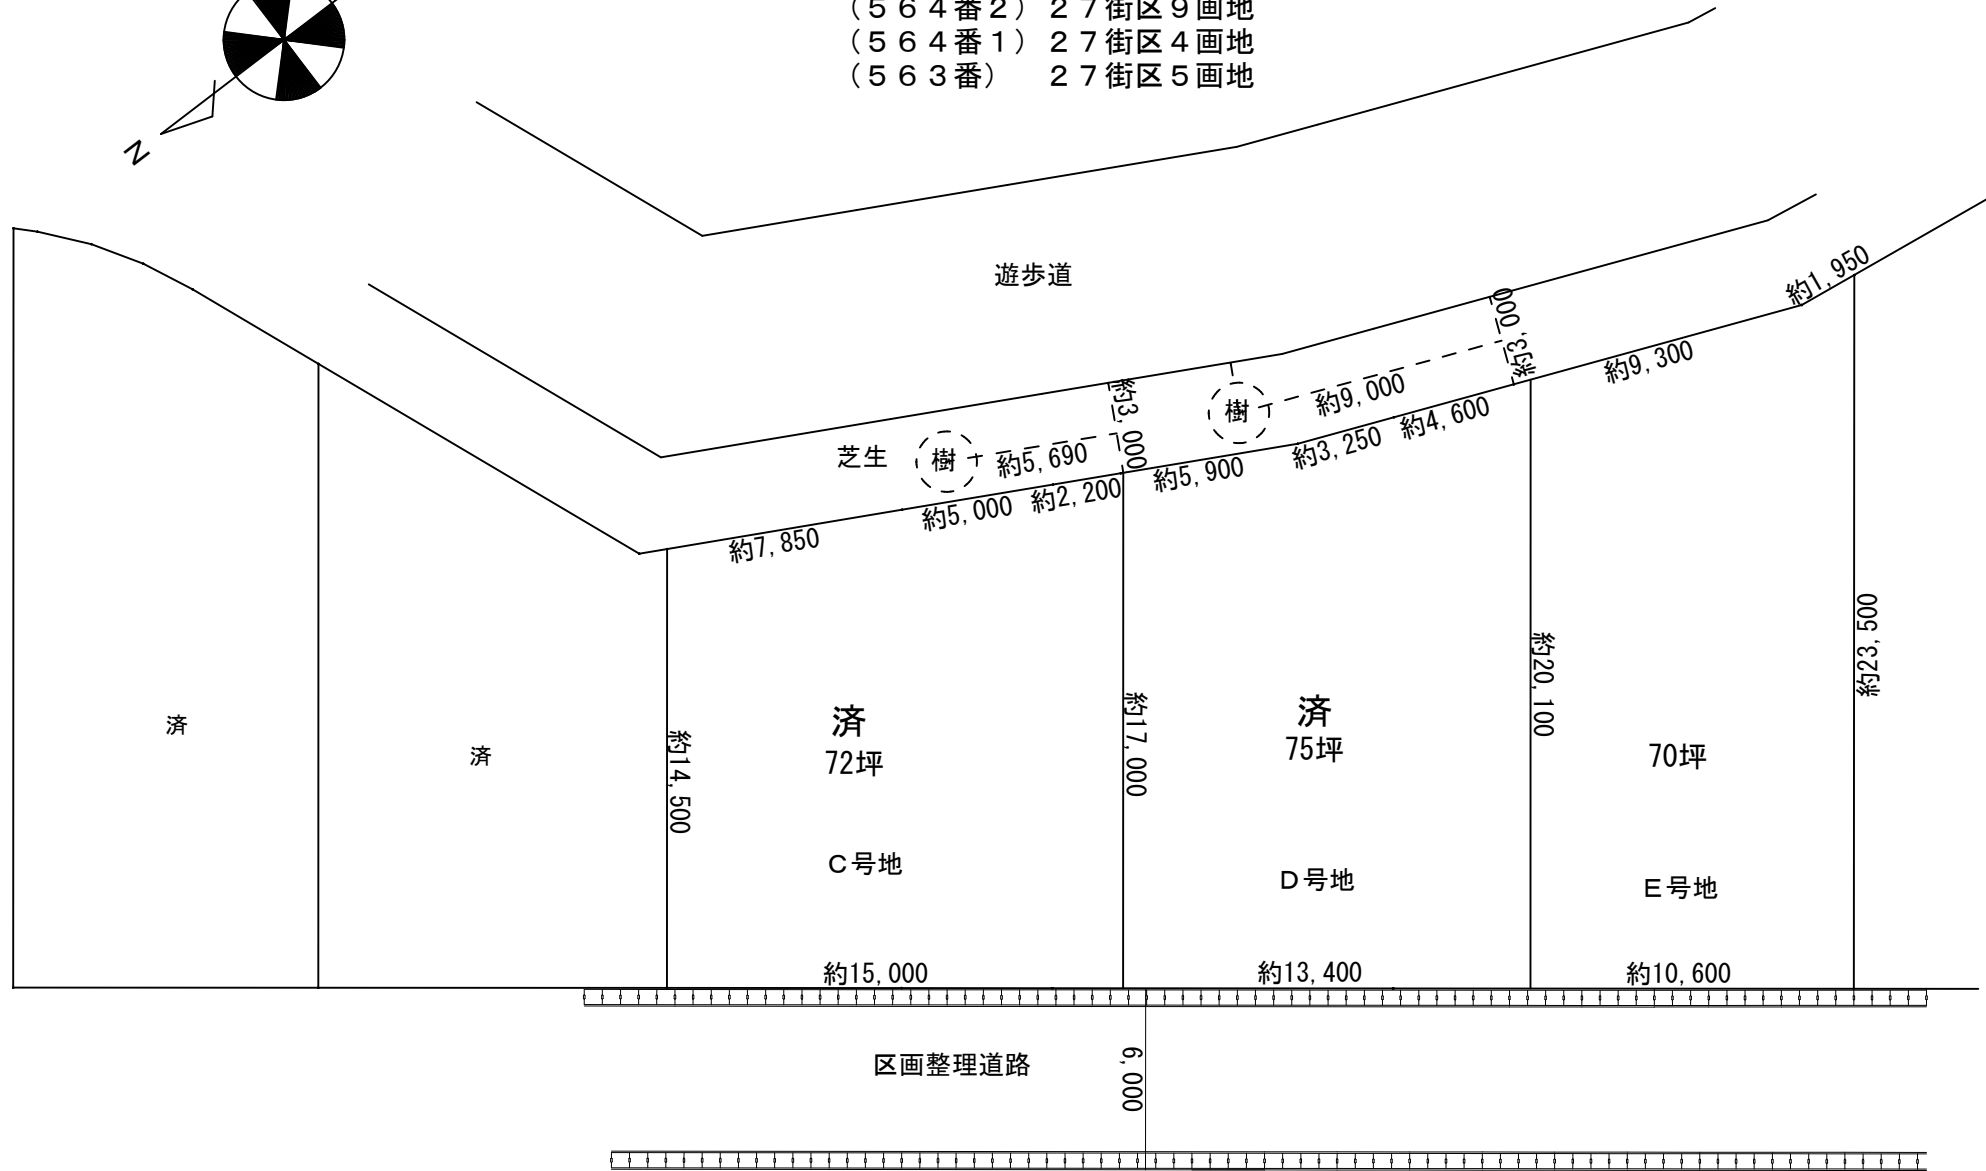 （５６４番２）２７街区９画地
（５６４番１）２７街区４画地
（５６３番）　２７街区５画地
N
遊歩道
約1,950
約3,000
約9,300
樹
約9,000
約3,000
約4,600
芝生
樹
約5,690
約3,250
約5,900
約2,200
約5,000
約7,850
約23,500
約20,100
済
済
約14,500
済
72坪
約17,000
済
75坪
70坪
Ｃ号地
Ｄ号地
Ｅ号地
約15,000
約13,400
約10,600
区画整理道路
6,000